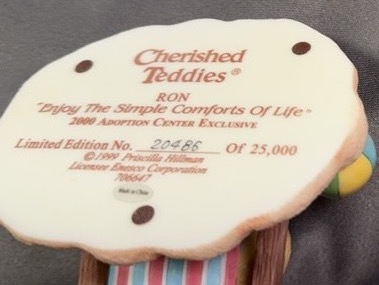 Cherished
Teddies®
RON
"Enjoy The Simple Comforts Of Life"
2000 ADOPTION CENTER EXCLUSIVE
Limited Edition No. 20486 Of 25,000
©1999 Priscilla Hillman
Licensee Enesco Corporation
706647
Made in China